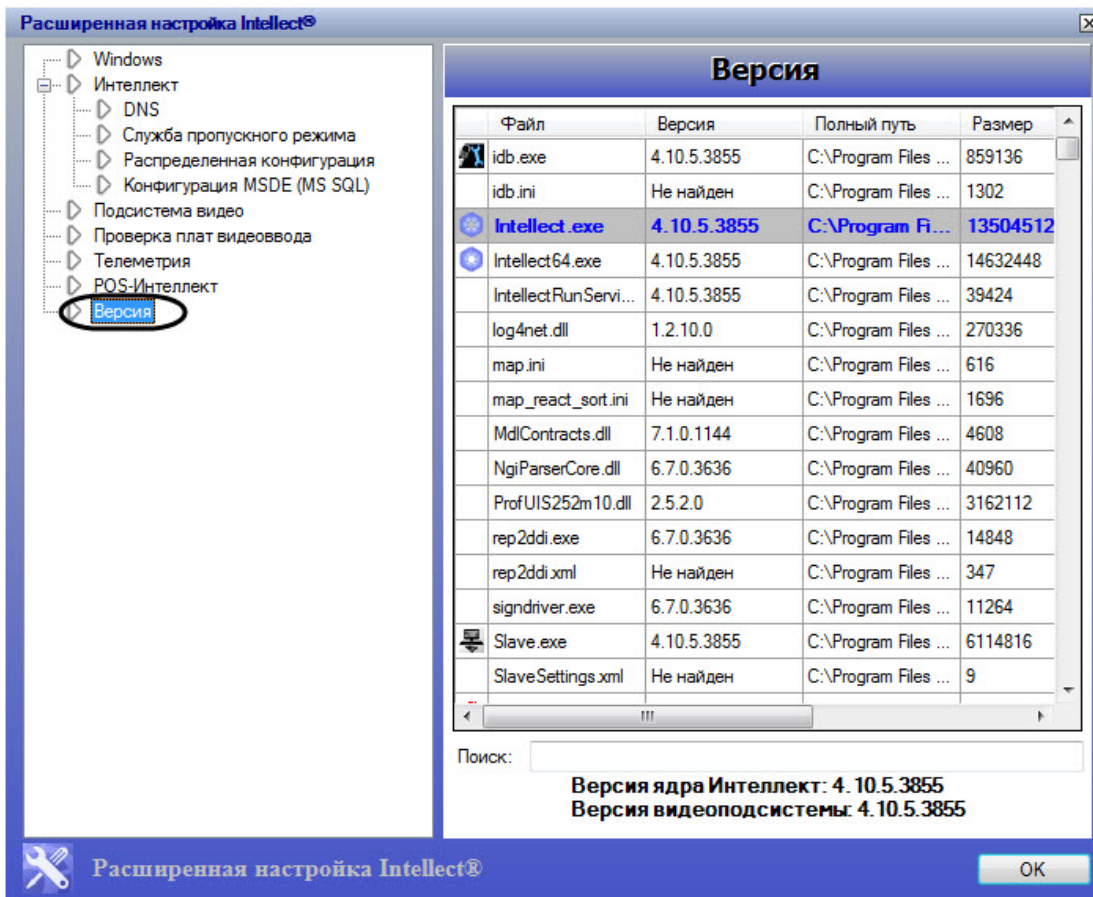 Расширенная настройка Intellect®
Windows
Интеллект
DNS
Служба пропускного режима
Распределенная конфигурация
Конфигурация MSDE (MS SQL)
Подсистема видео
Проверка плат видеоввода
Телеметрия
POS-Интеллект
Версия
Версия
Файл Версия Полный путь Размер
idb.exe 4.10.5.3855 C:\Program Files ... 859136
idb.ini Не найден C:\Program Files ... 1302
Intellect.exe 4.10.5.3855 C:\Program Fi... 13504512
Intellect64.exe 4.10.5.3855 C:\Program Files ... 14632448
IntellectRunServi... 4.10.5.3855 C:\Program Files ... 39424
log4net.dll 1.2.10.0 C:\Program Files ... 270336
map.ini Не найден C:\Program Files ... 616
map_react_sort.ini Не найден C:\Program Files ... 1696
MdlContracts.dll 7.1.0.1144 C:\Program Files ... 4608
NgiParserCore.dll 6.7.0.3636 C:\Program Files ... 40960
ProfUIS252m10.dll 2.5.2.0 C:\Program Files ... 3162112
rep2ddi.exe 6.7.0.3636 C:\Program Files ... 14848
rep2ddi.xml Не найден C:\Program Files ... 347
signdriver.exe 6.7.0.3636 C:\Program Files ... 11264
Slave.exe 4.10.5.3855 C:\Program Files ... 6114816
SlaveSettings.xml Не найден C:\Program Files ... 9
Поиск:
Версия ядра Интеллект: 4.10.5.3855
Версия видеоподсистемы: 4.10.5.3855
Расширенная настройка Intellect®
OK